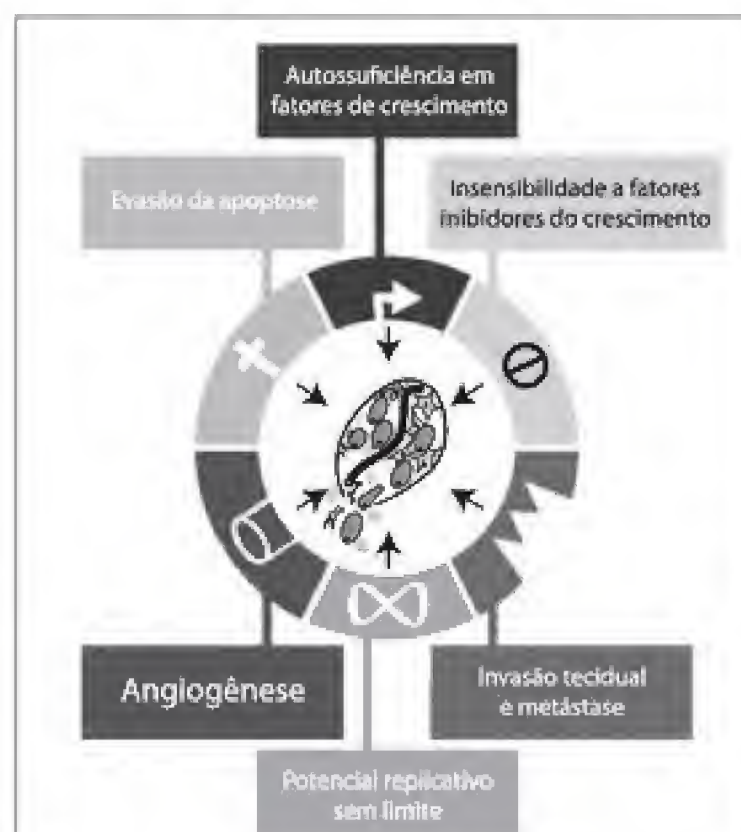 Autossuficiência em
fatores de crescimento
Evasão da apoptose
Insensibilidade a fatores
inibidores do crescimento
Angiogênese
Invasão tecidual
e metástase
Potencial replicativo
sem limite